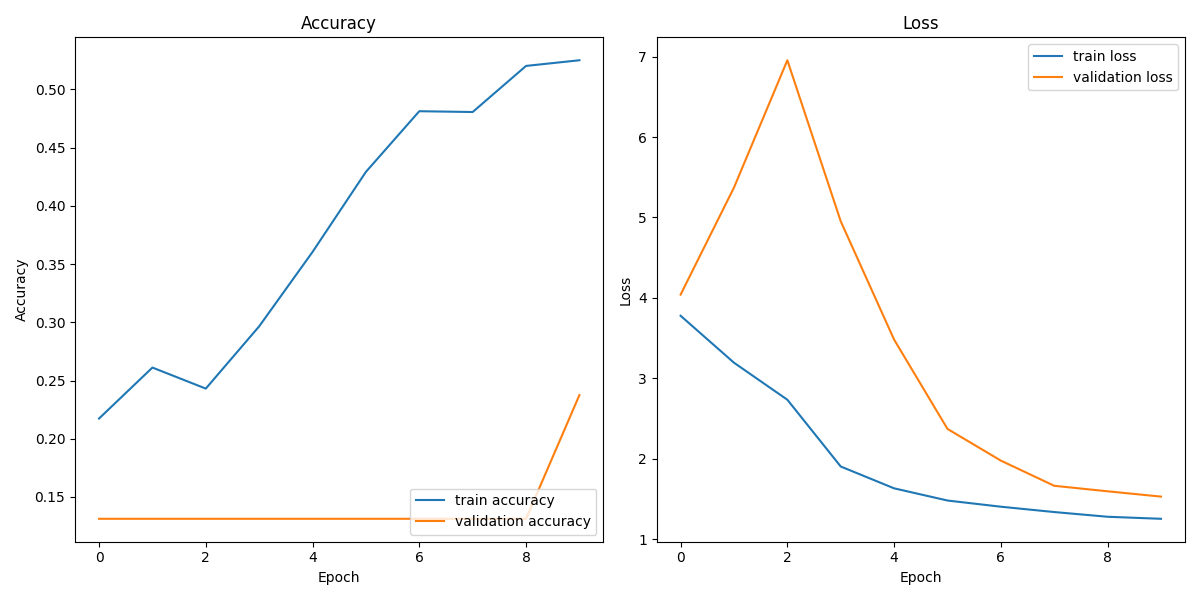 Accuracy
0.50
0.45
0.40
0.35
0.30
0.25
0.20
0.15
Accuracy
0 2 4 6 8
Epoch
train accuracy
validation accuracy
Loss
7
6
5
4
3
2
1
Loss
0 2 4 6 8
Epoch
train loss
validation loss